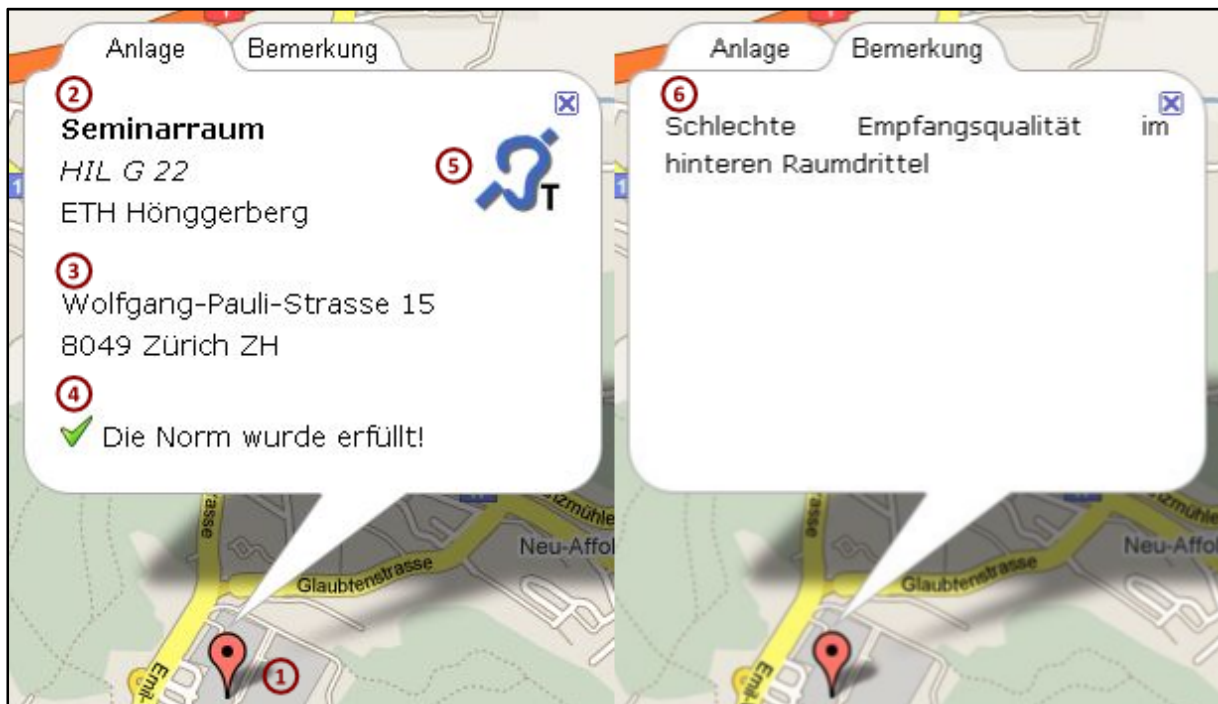 Anlage Bemerkung
2
Seminarraum
HIL G 22
5
T
ETH Hönggerberg
3
Wolfgang-Pauli-Strasse 15
8049 Zürich ZH
4
Die Norm wurde erfüllt!
Neu-Affol
Glaubtenstrasse
1
Emil-
Anlage Bemerkung
6
Schlechte Empfangsqualität im
hinteren Raumdrittel
Neu-Affol
Glaubtenstrasse